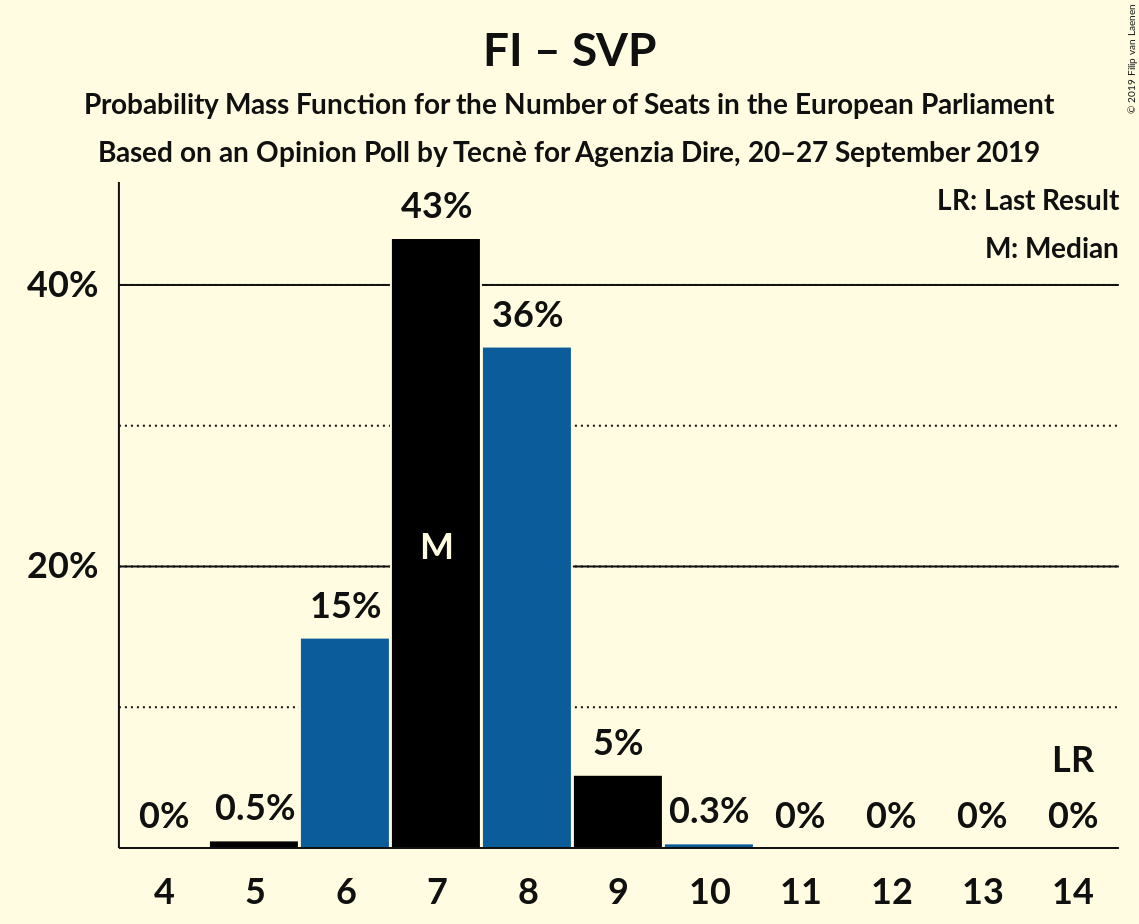 FI – SVP
Probability Mass Function for the Number of Seats in the European Parliament
Based on an Opinion Poll by Tecnè for Agenzia Dire, 20–27 September 2019
© 2019 Filip van Laenen
LR: Last Result
M: Median
43%
40%
36%
M
20%
15%
5%
LR
0%
0.5%
0.3%
0%
0%
0%
0%
4 5 6 7 8 9 10 11 12 13 14